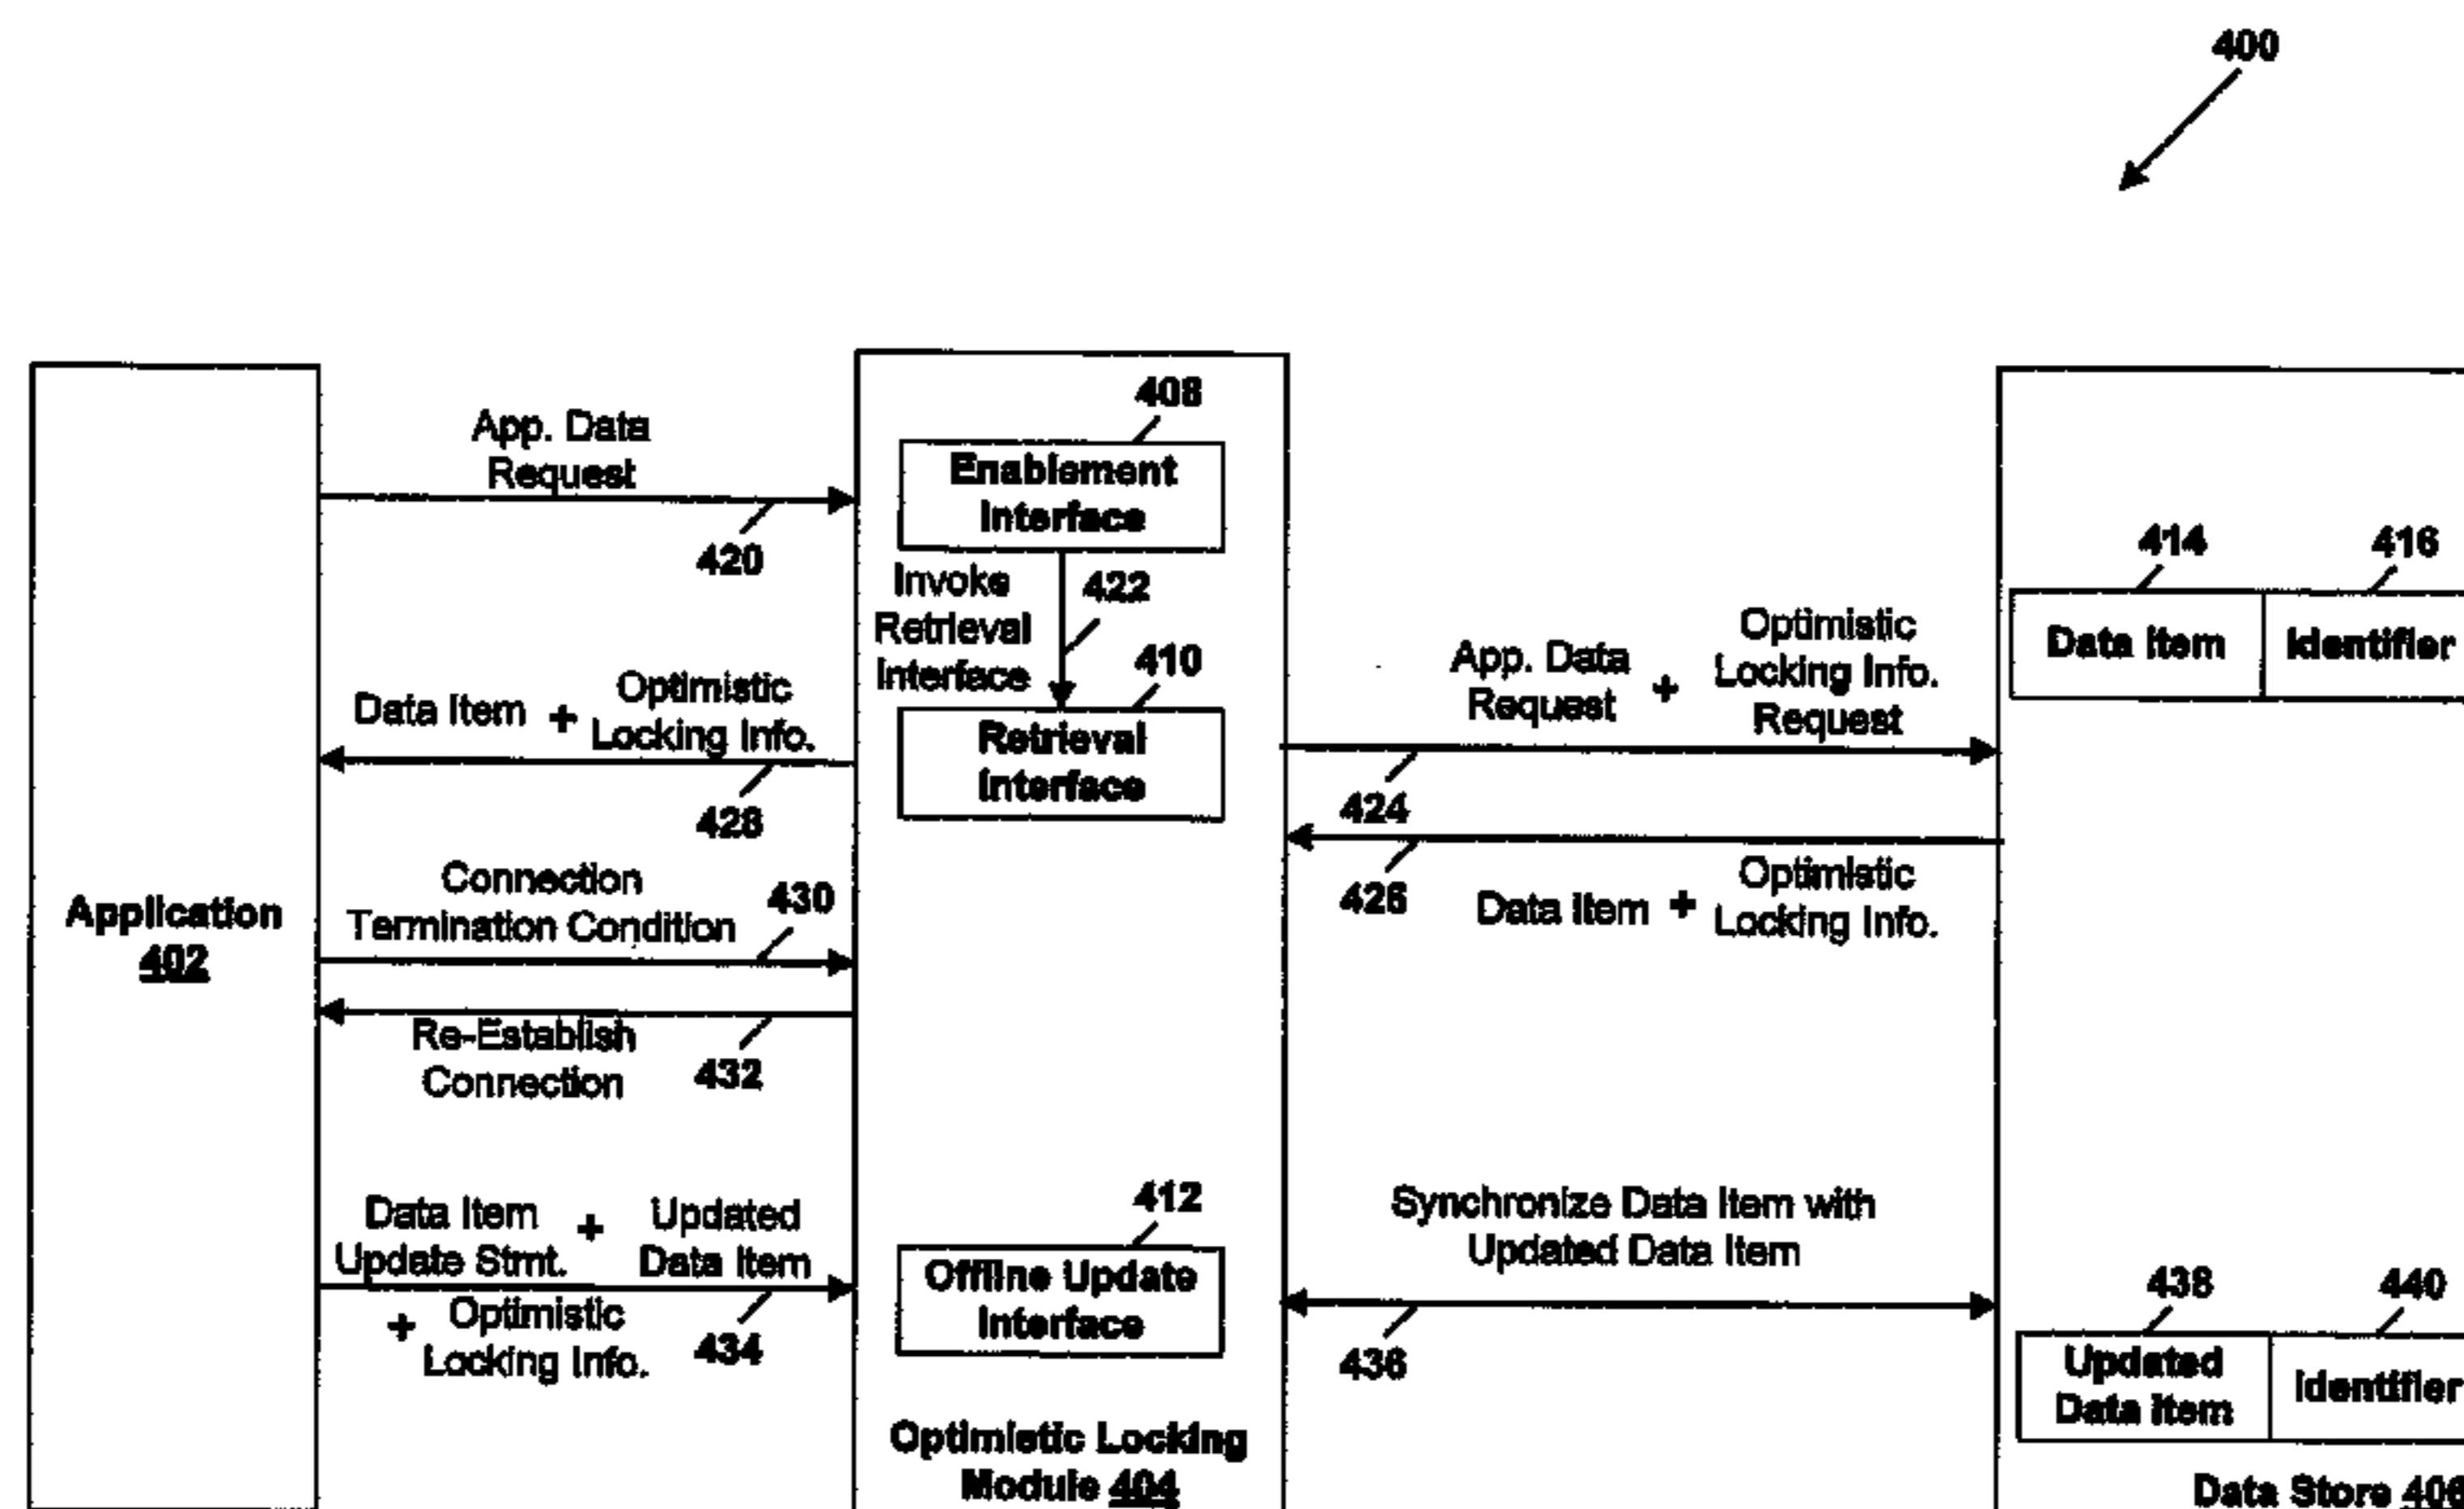 400
App. Data
Request
420
408
Enablement
Interface
Invoke
Retrieval
Interface
422
410
Retrieval
Interface
Data Item + Optimistic
Locking Info.
428
Connection
Termination Condition
430
Application
402
Re-Establish
Connection
432
Data Item
Update Stmt.
+
Updated
Data Item
+ Optimistic
Locking Info.
434
412
Offline Update
Interface
Optimistic Locking
Module 404
App. Data
Request
+
Optimistic
Locking Info.
Request
424
426
Data Item + Optimistic
Locking Info.
Synchronize Data Item with
Updated Data Item
436
414
416
Data Item
Identifier
438
440
Updated
Data Item
Identifier
Data Store